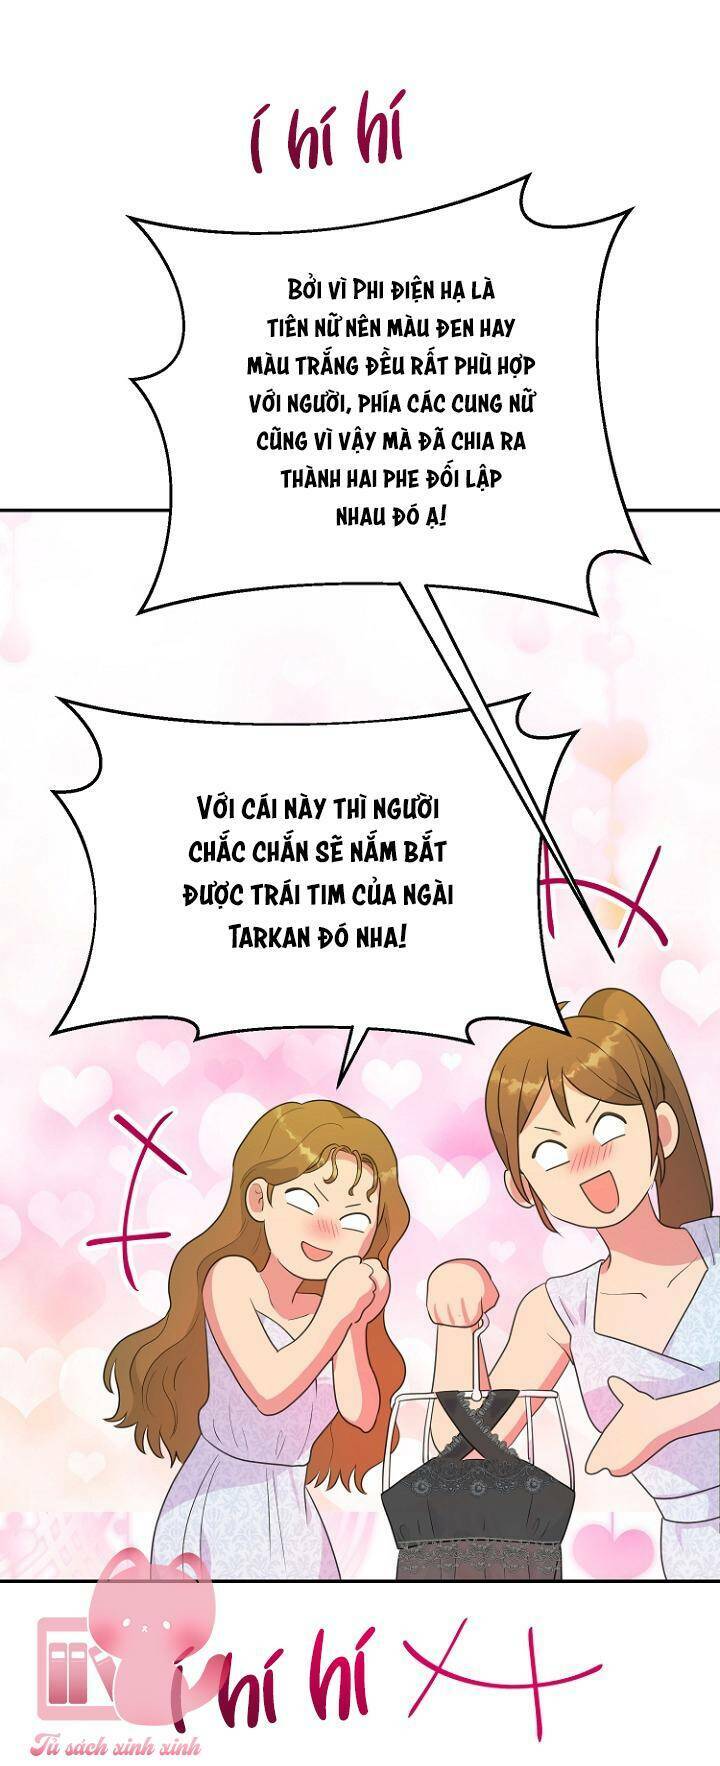 í hí hí
Bởi vì Phi điện hạ là
tiên nữ nên màu đen hay
màu trắng đều rất phù hợp
với người, phía các cung nữ
cũng vì vậy mà đã chia ra
thành hai phe đối lập
nhau đó ạ!
Với cái này thì người
chắc chắn sẽ nắm bắt
được trái tim của ngài
Tarkan đó nha!
í hí hí
Tủ sách xinh xinh